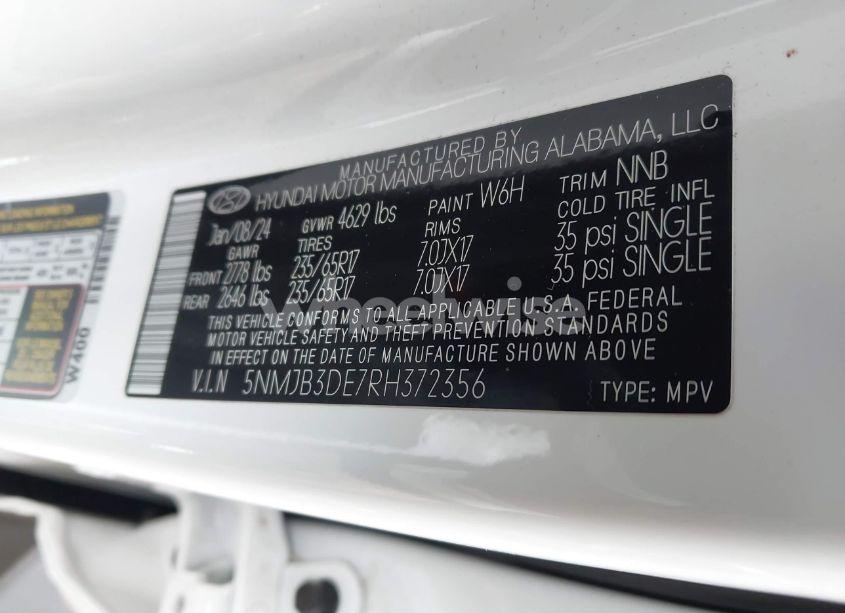 MANUFACTURED BY
HYUNDAI MOTOR MANUFACTURING ALABAMA, LLC
Jan/08/24 GVWR 4629 lbs PAINT W6H TRIM NNB
GAWR TIRES RIMS COLD TIRE INFL
FRONT 2778 lbs 235/65R17 7.0JX17 35 psi SINGLE
REAR 2646 lbs 235/65R17 7.0JX17 35 psi SINGLE
THIS VEHICLE CONFORMS TO ALL APPLICABLE U.S.A. FEDERAL
MOTOR VEHICLE SAFETY AND THEFT PREVENTION STANDARDS
IN EFFECT ON THE DATE OF MANUFACTURE SHOWN ABOVE
V.I.N 5NMJB3DE7RH372356 TYPE: MPV
W400